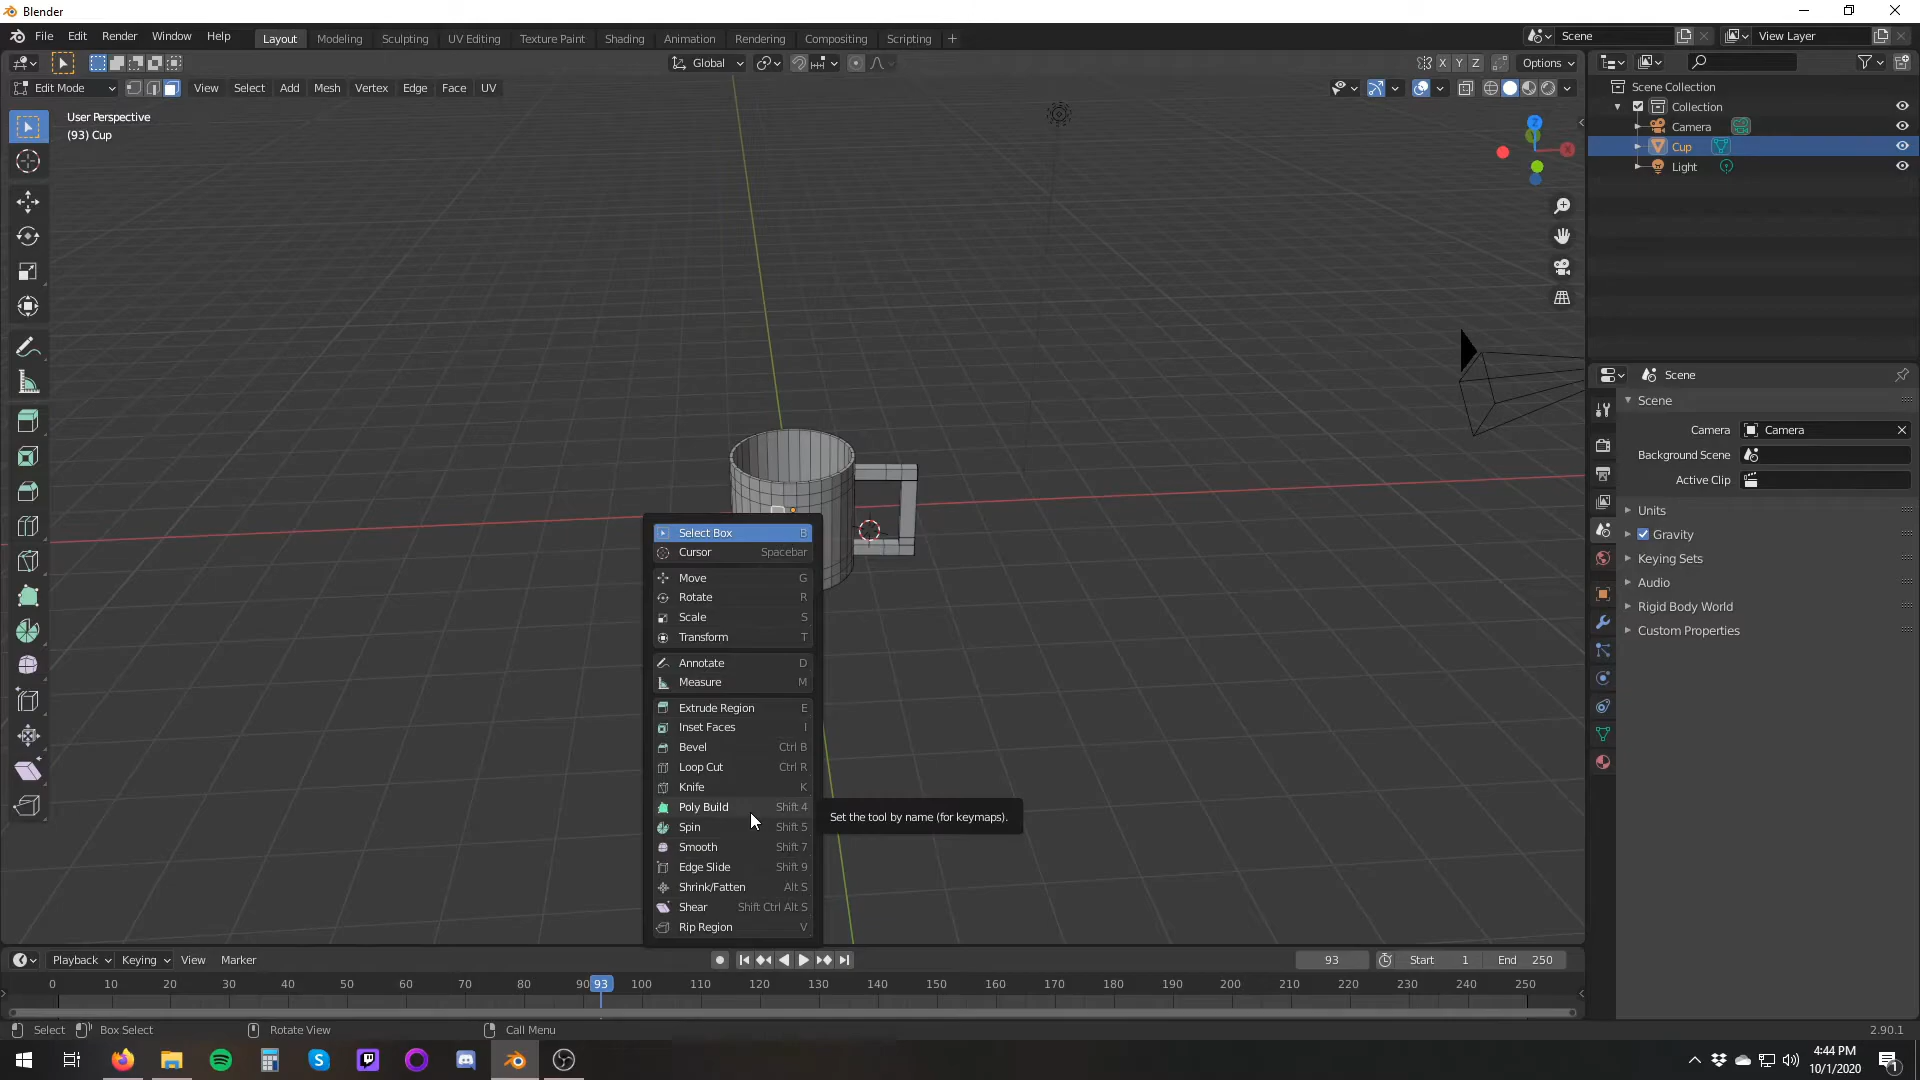 Blender
File Edit Render Window Help
Layout Modeling Sculpting UV Editing Texture Paint Shading Animation Rendering Compositing Scripting +
Scene
View Layer
Global
X Y Z
Options
Edit Mode
View Select Add Mesh Vertex Edge Face UV
User Perspective
(93) Cup
Z
X
Scene Collection
Collection
Camera
Cup
Light
Scene
Scene
Camera
Camera
Background Scene
Active Clip
Units
Gravity
Keying Sets
Audio
Rigid Body World
Custom Properties
Select Box B
Cursor Spacebar
Move G
Rotate R
Scale S
Transform T
Annotate D
Measure M
Extrude Region E
Inset Faces I
Bevel Ctrl B
Loop Cut Ctrl R
Knife K
Poly Build Shift 4
Spin Shift 5
Smooth Shift 7
Edge Slide Shift 9
Shrink/Fatten Alt S
Shear Shift Ctrl Alt S
Rip Region V
Set the tool by name (for keymaps).
Playback Keying View Marker
93
Start 1
End 250
0 10 20 30 40 50 60 70 80 90 93 100 110 120 130 140 150 160 170 180 190 200 210 220 230 240 250
Select
Box Select
Rotate View
Call Menu
2.90.1
4:44 PM
10/1/2020
1